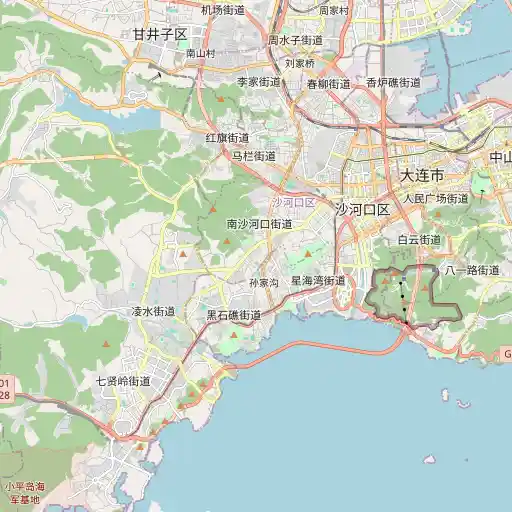 机场街道
周家村
甘井子区
周水子街道
南山村
刘家桥
李家街道
春柳街道
香炉礁街道
红旗街道
马栏街道
中山
大连市
沙河口区
沙河口区
人民广场街道
南沙河口街道
白云街道
八一路街道
孙家沟
星海湾街道
凌水街道
黑石礁街道
G
七贤岭街道
01
28
小平岛海
军基地